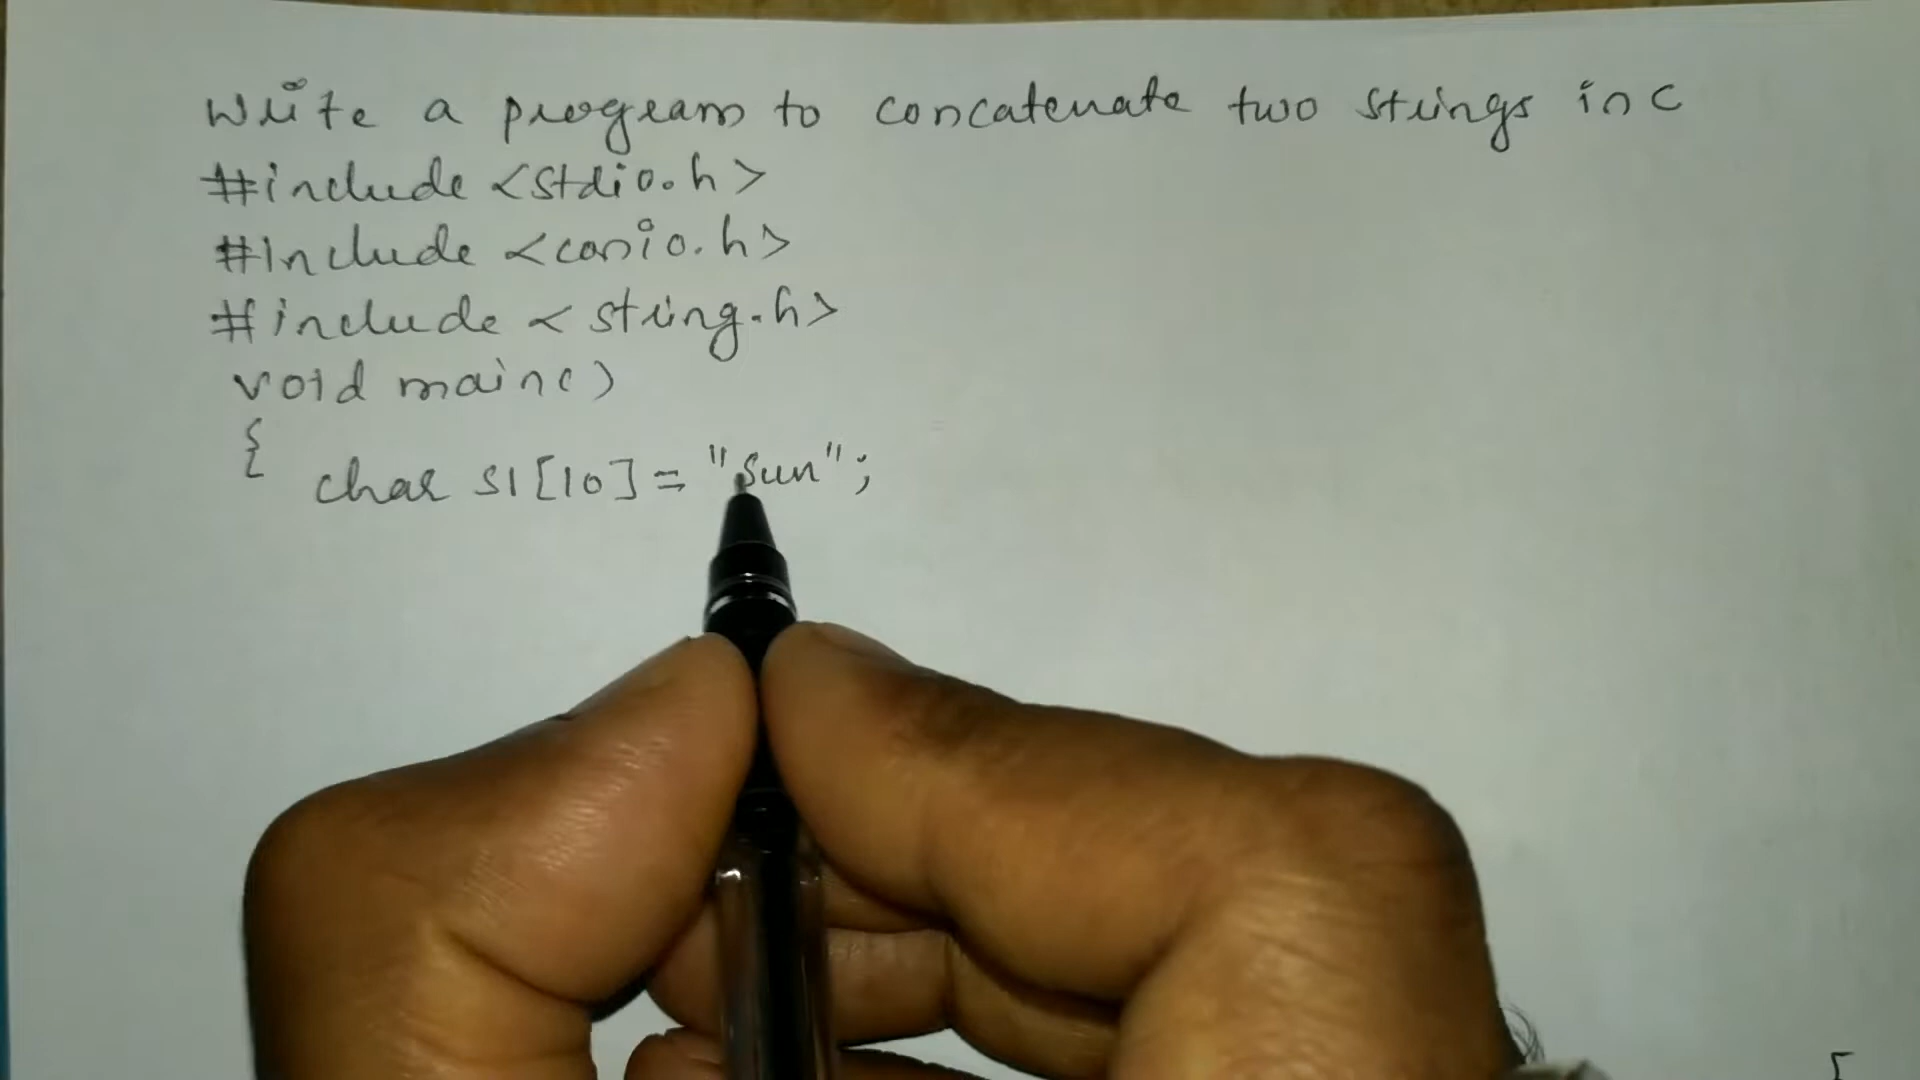 Write a program to concatenate two strings in C
#include <stdio.h>
#include <conio.h>
#include < string.h>
void main()
{
char s1[10] = "Sun";